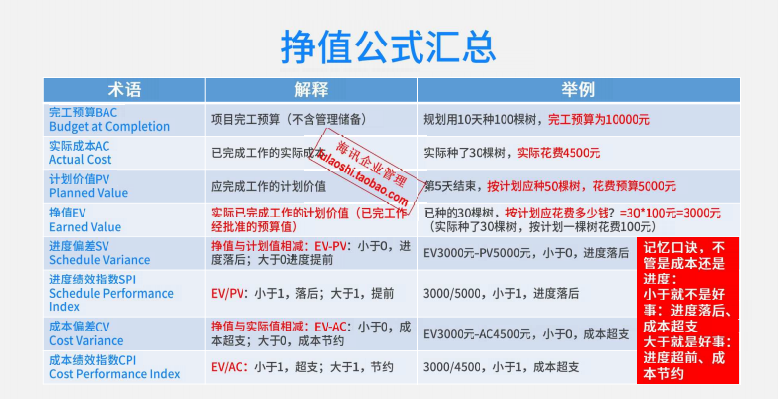 挣值公式汇总
术语
解释
举例
完工预算BAC
Budget at Completion
项目完工预算（不含管理储备）
规划用10天种100棵树，完工预算为10000元
实际成本AC
Actual Cost
已完成工作的实际成本
实际种了30棵树，实际花费4500元
计划价值PV
Planned Value
应完成工作的计划价值
第5天结束，按计划应种50棵树，花费预算5000元
挣值EV
Earned Value
实际已完成工作的计划价值（已完工作
经批准的预算值）
已种的30棵树，按计划应花费多少钱？=30*100元=3000元
（实际种了30棵树，按计划一棵树花费100）
进度偏差SV
Schedule Variance
挣值与计划值相减：EV-PV：小于0，进
度落后；大于0进度提前
EV3000元-PV5000元，小于0，进度落后
进度绩效指数SPI
Schedule Performance
Index
EV/PV：小于1，落后；大于1，提前
3000/5000，小于1，进度落后
成本偏差CV
Cost Variance
挣值与实际值相减：EV-AC：小于0，成
本超支；大于0，成本节约
EV3000元-AC4500元，小于0，成本超支
成本绩效指数CPI
Cost Performance Index
EV/AC：小于1，超支；大于1，节约
3000/4500，小于1，成本超支
记忆口诀，不
管是成本还是
进度：
小于就不是好
事：进度落后、
成本超支
大于就是好事：
进度超前、成
本节约
海讯企业管理
tulaoshi.taobao.com